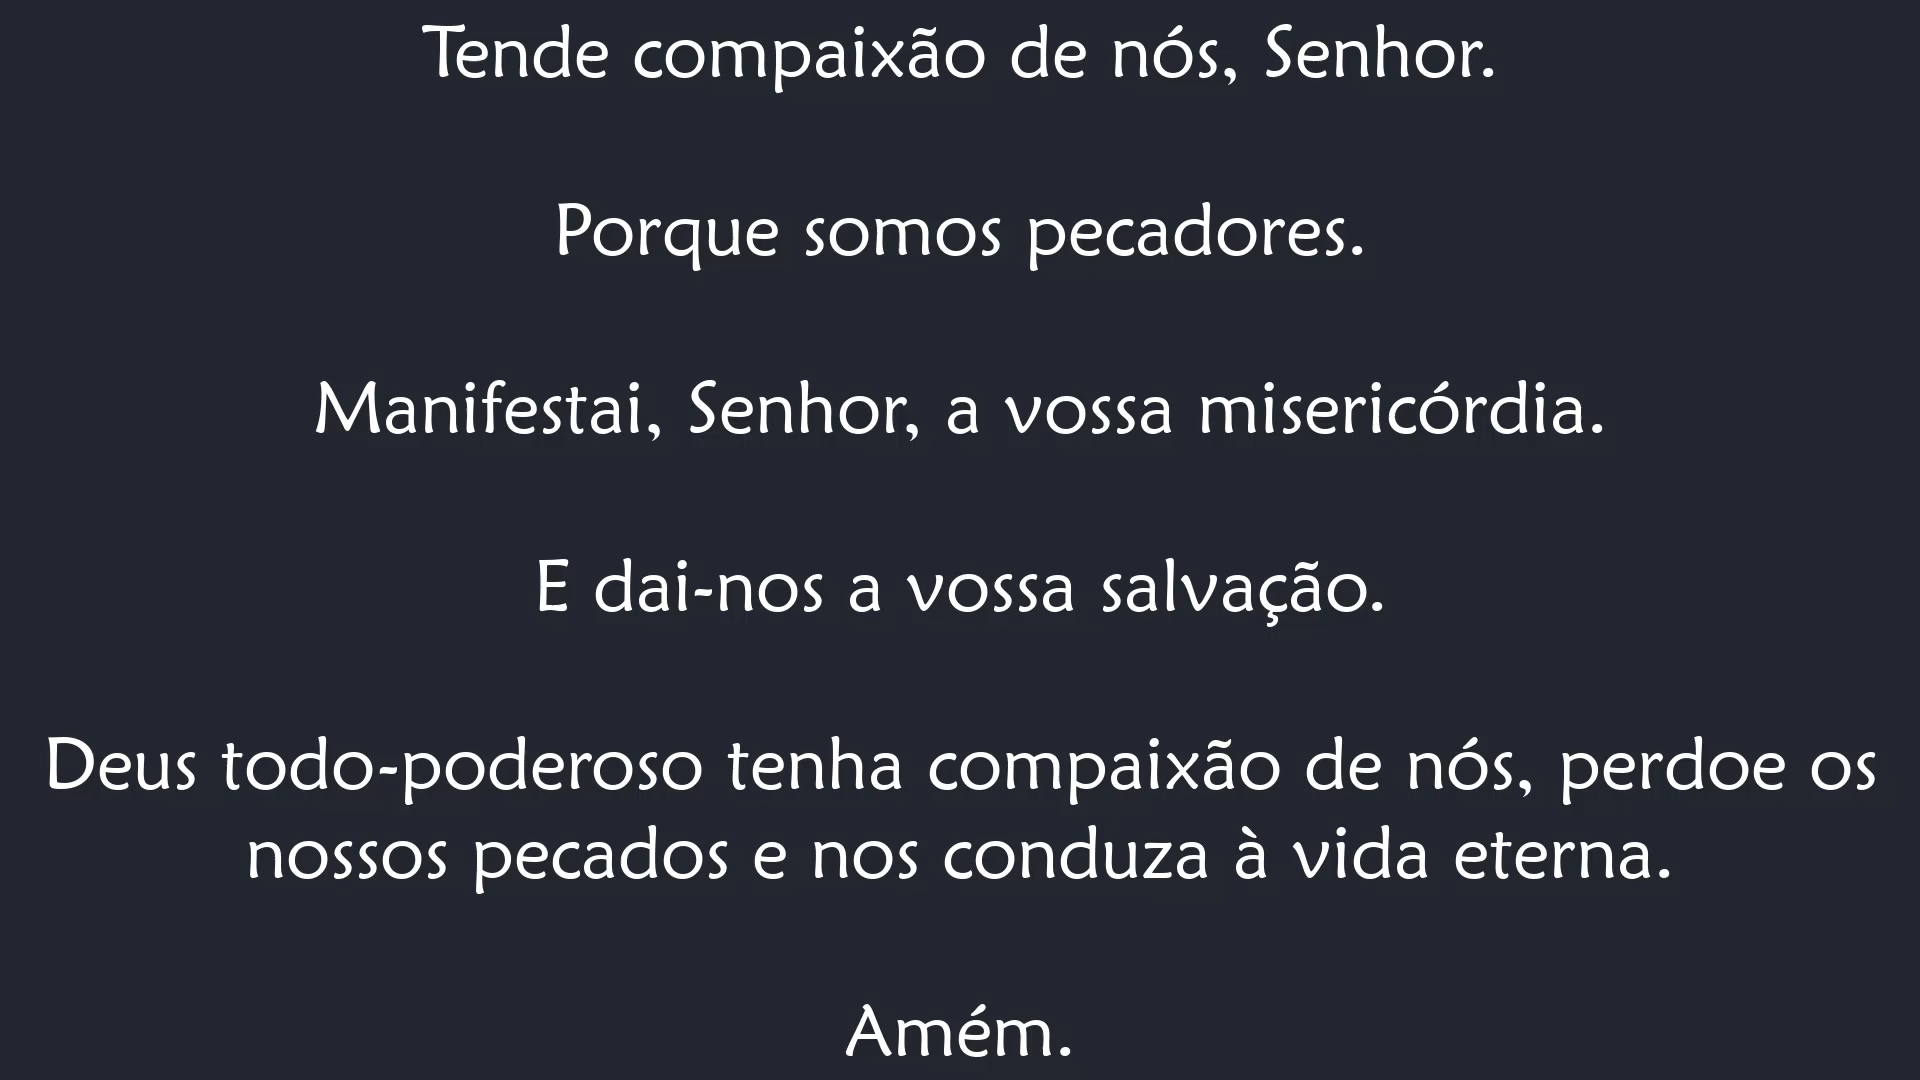 Tende compaixão de nós, Senhor.
Porque somos pecadores.
Manifestai, Senhor, a vossa misericórdia.
E dai-nos a vossa salvação.
Deus todo-poderoso tenha compaixão de nós, perdoe os
nossos pecados e nos conduza à vida eterna.
Amém.